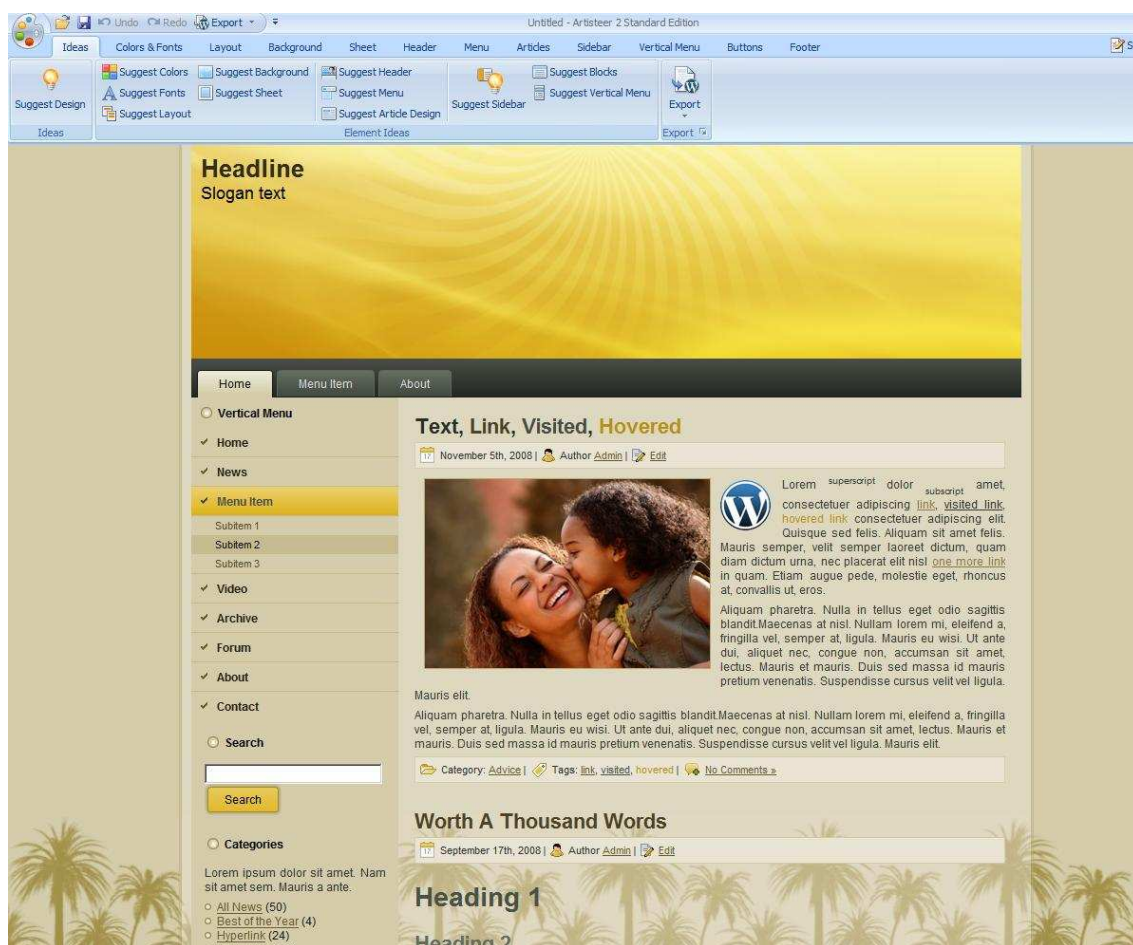 Undo Redo Export Untitled - Artisteer 2 Standard Edition
Ideas Colors & Fonts Layout Background Sheet Header Menu Articles Sidebar Vertical Menu Buttons Footer S
Suggest Design
Ideas
Suggest Colors Suggest Background Suggest Header
Suggest Fonts Suggest Sheet Suggest Menu
Suggest Layout Suggest Article Design
Suggest Sidebar
Suggest Blocks
Suggest Vertical Menu
Element Ideas
Export
Export
Headline
Slogan text
Home Menu Item About
Vertical Menu
Home
News
Menu Item
Subitem 1
Subitem 2
Subitem 3
Video
Archive
Forum
About
Contact
Search
Search
Categories
Lorem ipsum dolor sit amet. Nam
sit amet sem. Mauris a ante.
All News (50)
Best of the Year (4)
Hyperlink (24)
Text, Link, Visited, Hovered
17 November 5th, 2008 | Author Admin | Edit
Lorem superscript dolor subscript amet,
consectetuer adipiscing link, visited link,
hovered link consectetuer adipiscing elit.
Quisque sed felis. Aliquam sit amet felis.
Mauris semper, velit semper laoreet dictum, quam
diam dictum urna, nec placerat elit nisl one more link
in quam. Etiam augue pede, molestie eget, rhoncus
at, convallis ut, eros.
Aliquam pharetra. Nulla in tellus eget odio sagittis
blandit.Maecenas at nisl. Nullam lorem mi, eleifend a,
fringilla vel, semper at, ligula. Mauris eu wisi. Ut ante
dui, aliquet nec, congue non, accumsan sit amet,
lectus. Mauris et mauris. Duis sed massa id mauris
pretium venenatis. Suspendisse cursus velit vel ligula.
Mauris elit.
Aliquam pharetra. Nulla in tellus eget odio sagittis blandit.Maecenas at nisl. Nullam lorem mi, eleifend a, fringilla
vel, semper at, ligula. Mauris eu wisi. Ut ante dui, aliquet nec, congue non, accumsan sit amet, lectus. Mauris et
mauris. Duis sed massa id mauris pretium venenatis. Suspendisse cursus velit vel ligula. Mauris elit.
Category: Advice | Tags: link, visited, hovered | No Comments »
Worth A Thousand Words
17 September 17th, 2008 | Author Admin | Edit
Heading 1
Heading 2